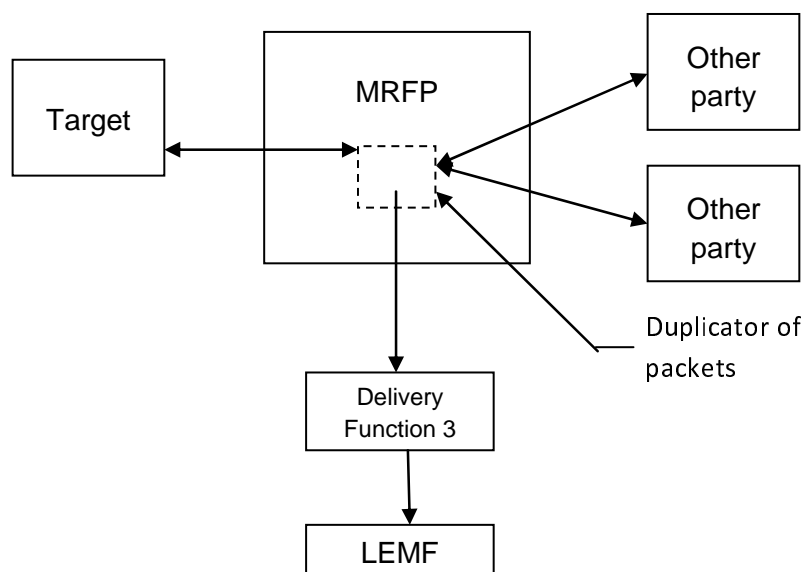 Target
MRFP
Other
party
Other
party
Duplicator of
packets
Delivery
Function 3
LEMF